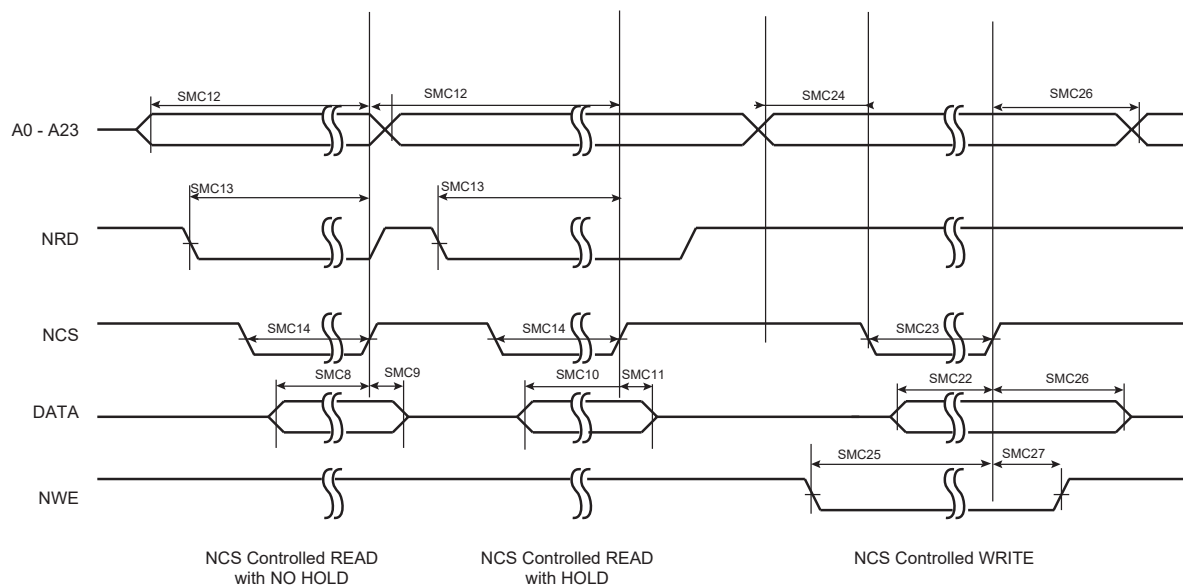 SMC12
SMC12
SMC24
SMC26
A0 - A23
SMC13
SMC13
NRD
SMC14
SMC14
SMC23
NCS
SMC8
SMC9
SMC10
SMC11
SMC22
SMC26
DATA
SMC25
SMC27
NWE
NCS Controlled READ
with NO HOLD
NCS Controlled READ
with HOLD
NCS Controlled WRITE